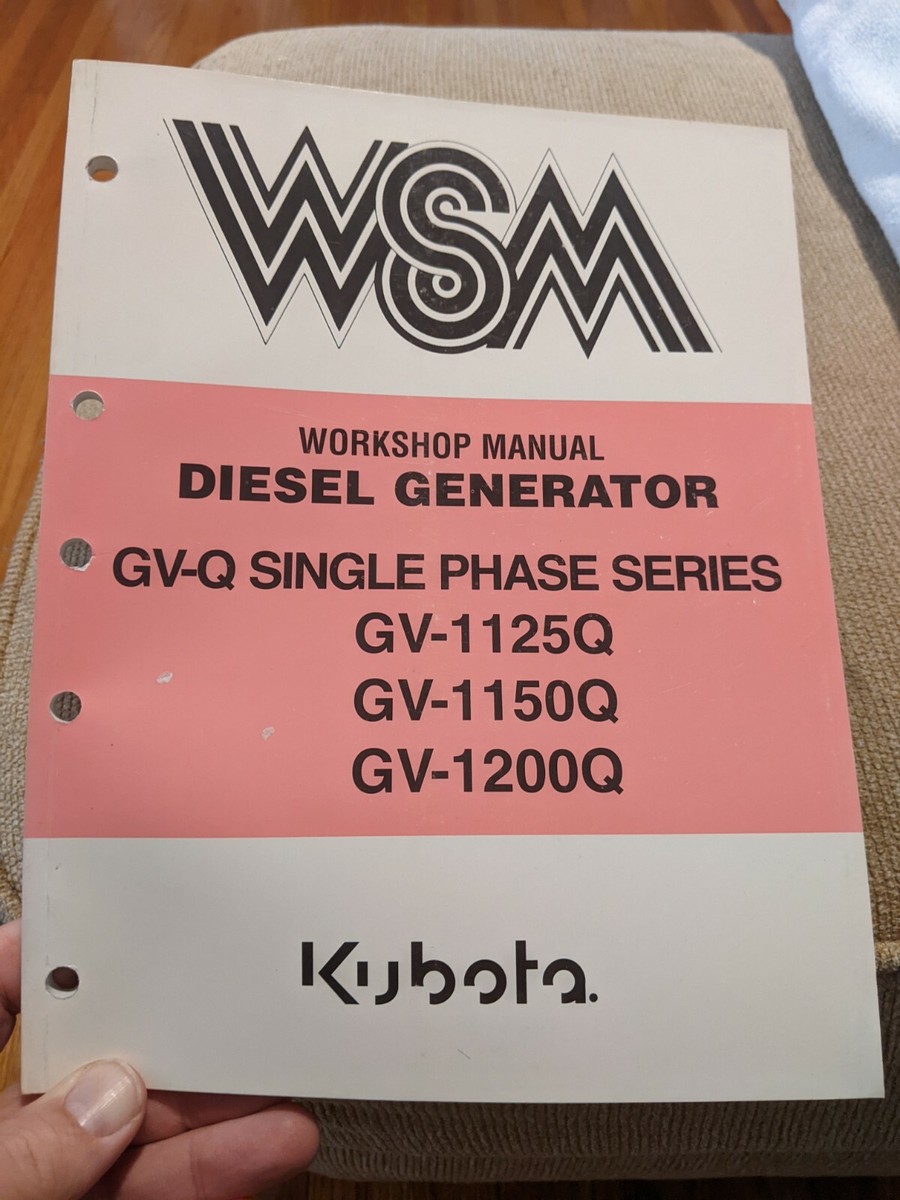 WSM
WORKSHOP MANUAL
DIESEL GENERATOR
GV-Q SINGLE PHASE SERIES
GV-1125Q
GV-1150Q
GV-1200Q
Kubota.